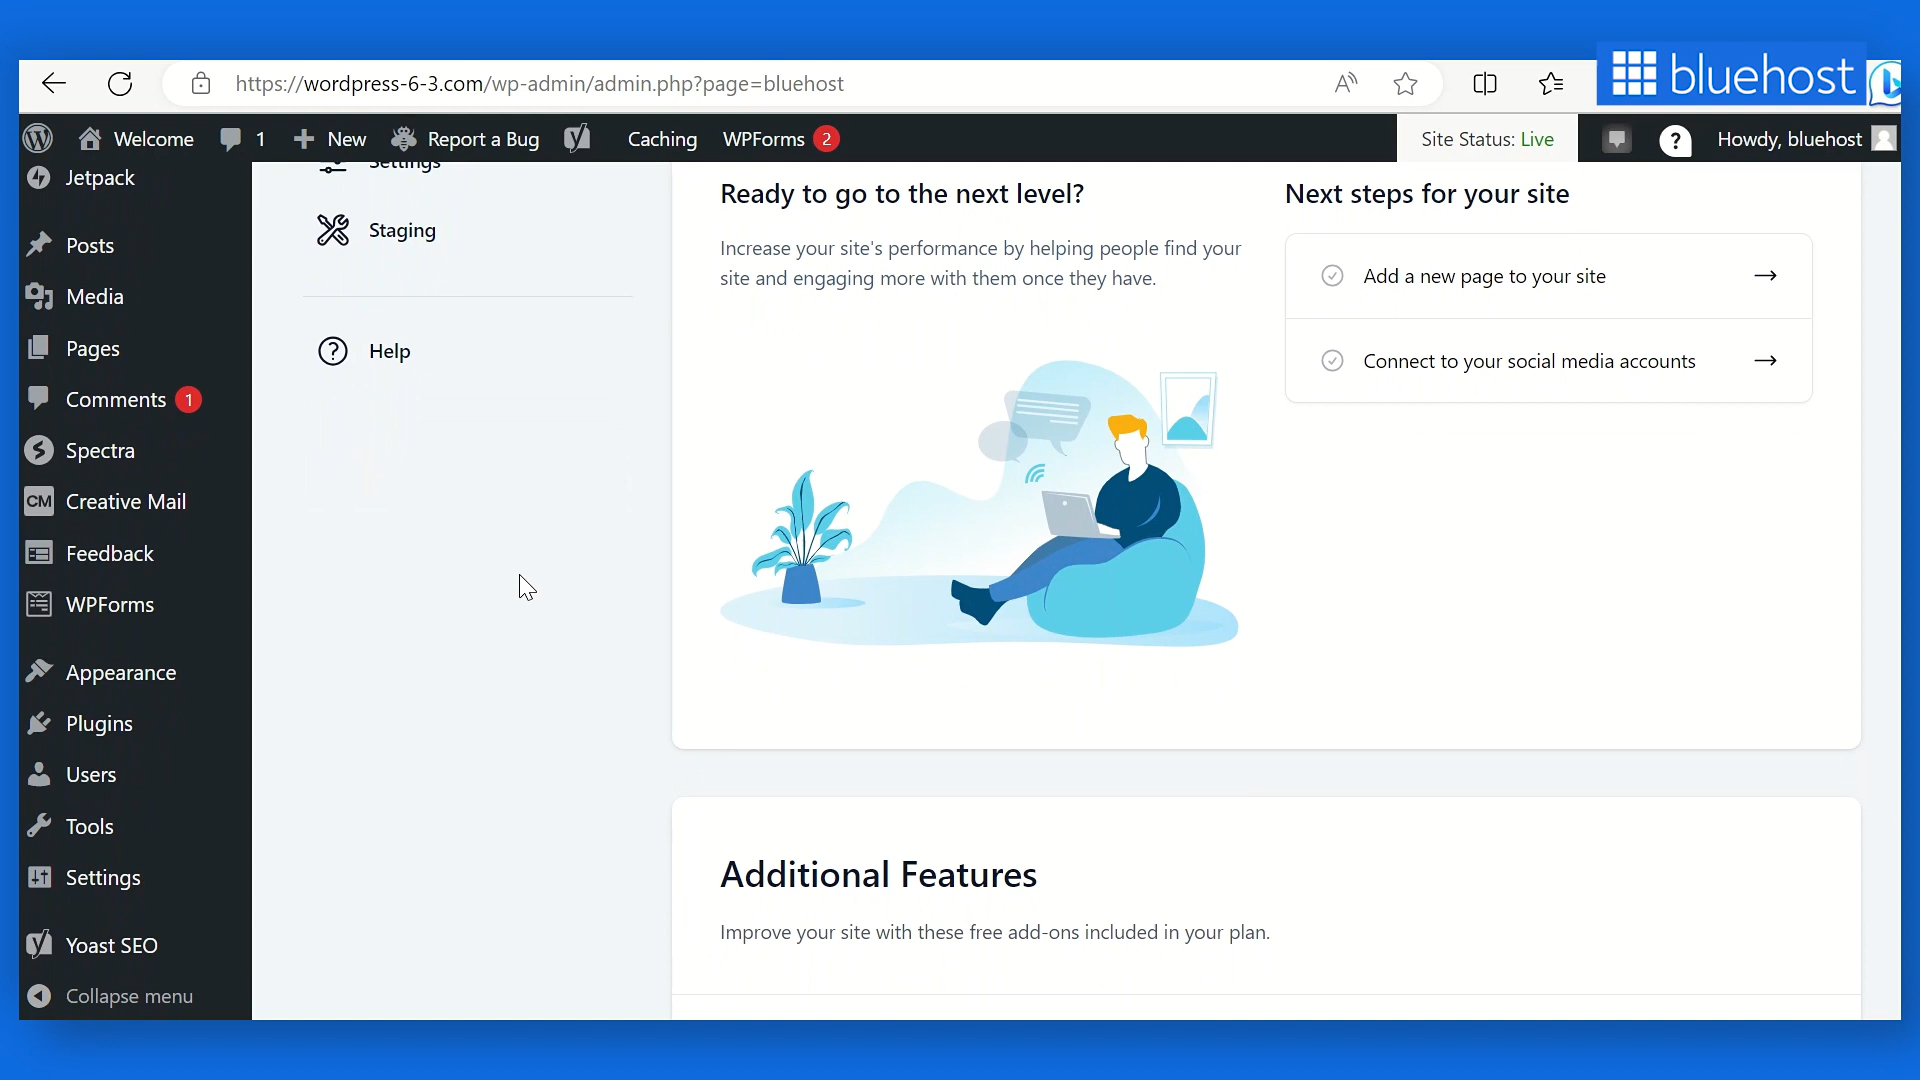 bluehost
https://wordpress-6-3.com/wp-admin/admin.php?page=bluehost
Welcome 1 New Report a Bug Caching WPForms 2 Site Status: Live Howdy, bluehost
Jetpack
Posts
Media
Pages
Comments 1
Spectra
CM Creative Mail
Feedback
WPForms
Appearance
Plugins
Users
Tools
Settings
Yoast SEO
Collapse menu
Settings
Staging
Help
Ready to go to the next level?
Increase your site's performance by helping people find your
site and engaging more with them once they have.
Next steps for your site
Add a new page to your site
Connect to your social media accounts
Additional Features
Improve your site with these free add-ons included in your plan.